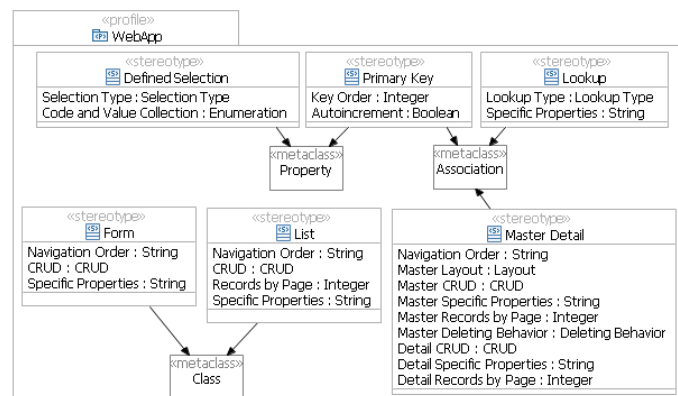 «profile»
WebApp
«stereotype»
Defined Selection
Selection Type : Selection Type
Code and Value Collection : Enumeration
«stereotype»
Primary Key
Key Order : Integer
Autoincrement : Boolean
«stereotype»
Lookup
Lookup Type : Lookup Type
Specific Properties : String
«metaclass»
Property
«metaclass»
Association
«stereotype»
Form
Navigation Order : String
CRUD : CRUD
Specific Properties : String
«stereotype»
List
Navigation Order : String
CRUD : CRUD
Records by Page : Integer
Specific Properties : String
«stereotype»
Master Detail
Navigation Order : String
Master Layout : Layout
Master CRUD : CRUD
Master Specific Properties : String
Master Records by Page : Integer
Master Deleting Behavior : Deleting Behavior
Detail CRUD : CRUD
Detail Specific Properties : String
Detail Records by Page : Integer
«metaclass»
Class